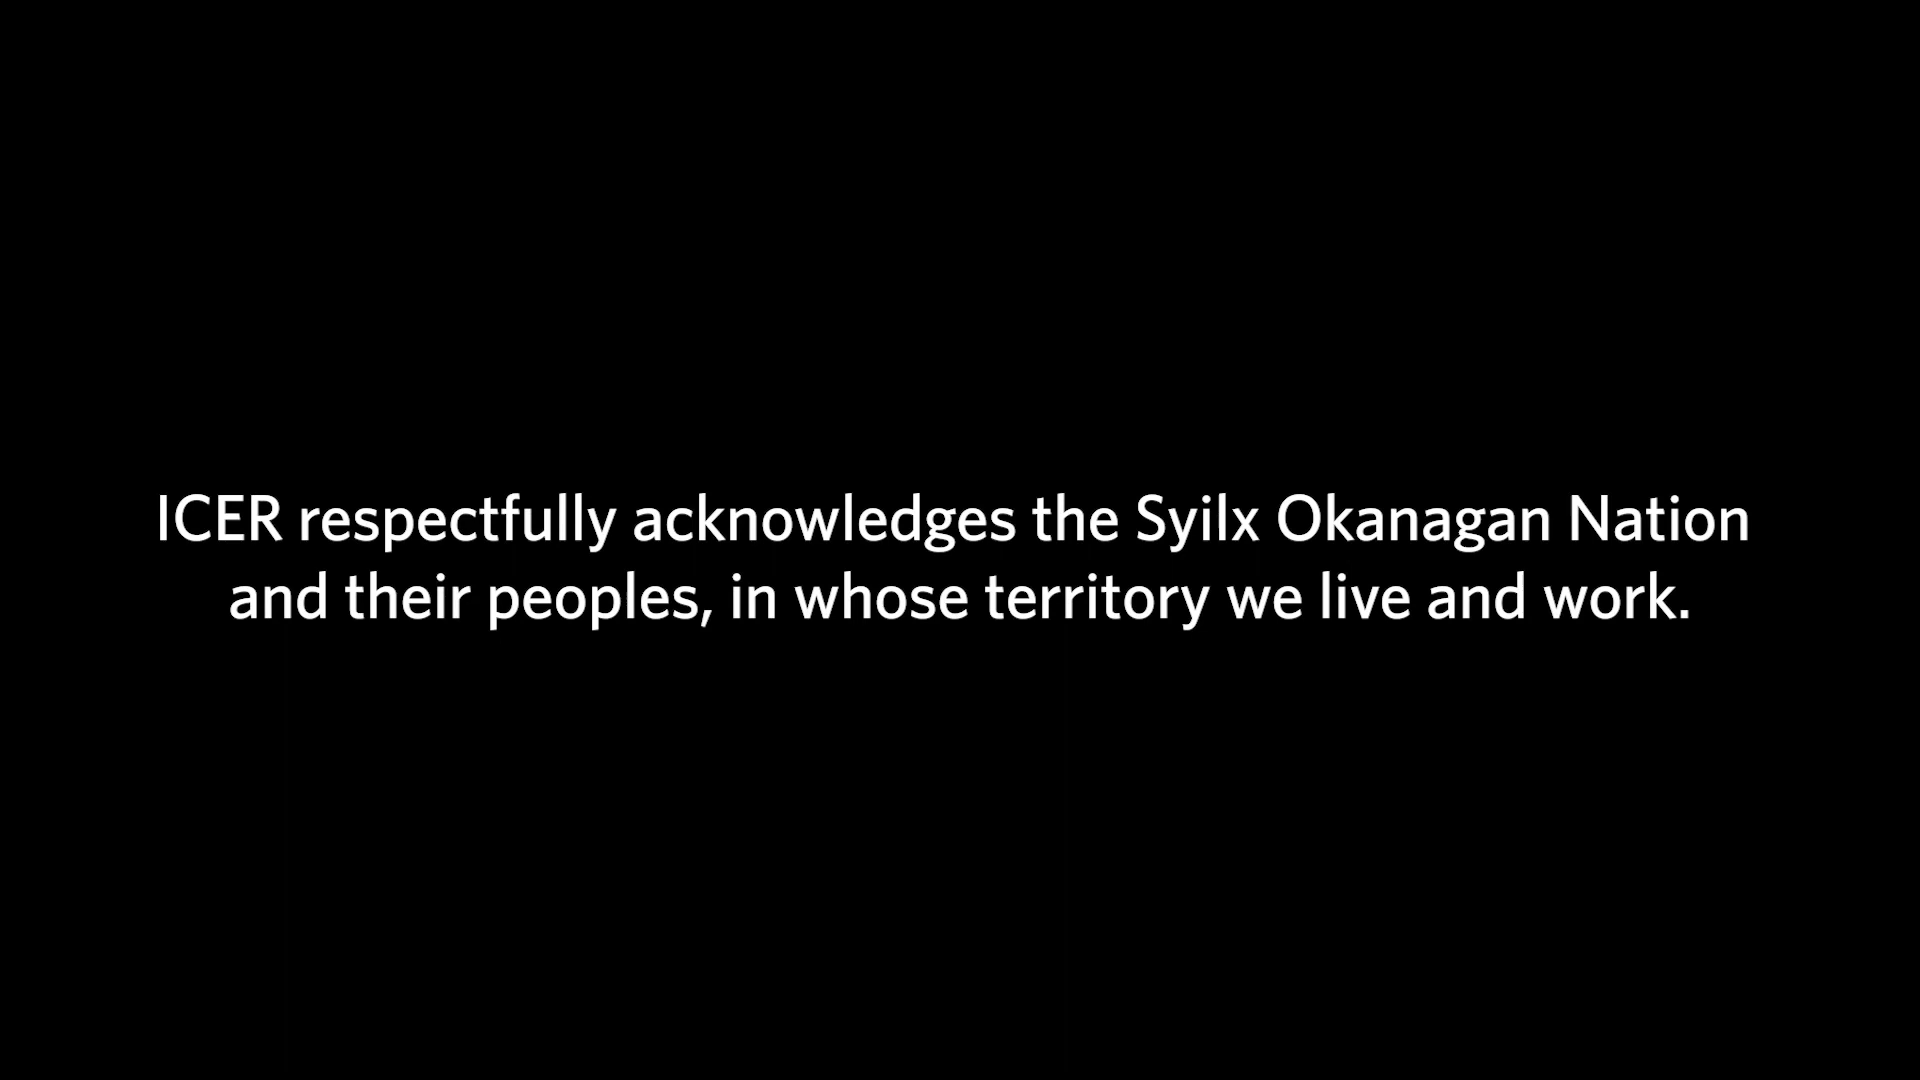 ICER respectfully acknowledges the Syilx Okanagan Nation
and their peoples, in whose territory we live and work.